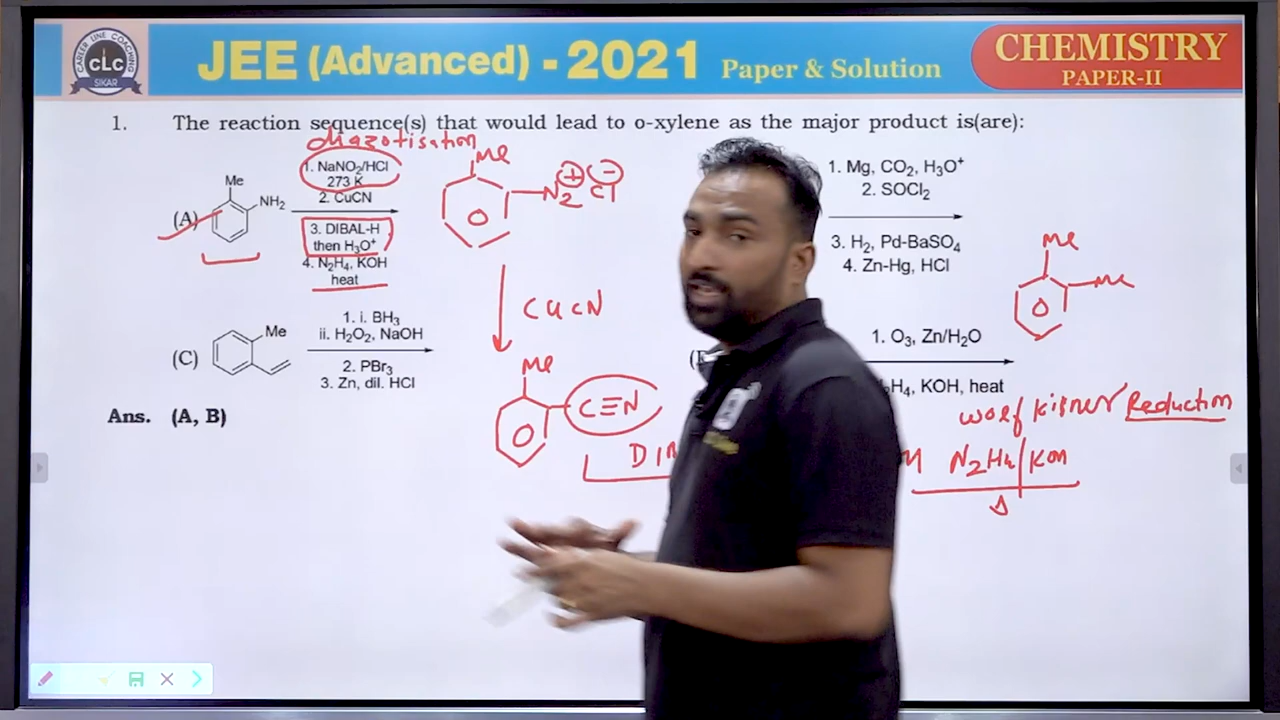 CAREER LINE COACHING
CLC
SIKAR
JEE (Advanced) - 2021 Paper & Solution
CHEMISTRY
PAPER-II
1. The reaction sequence(s) that would lead to o-xylene as the major product is(are):
diazotisation
(A)
Me
NH₂
1. NaNO₂/HCl
273 K
2. CuCN
3. DIBAL-H
then H₃O⁺
4. N₂H₄, KOH
heat
Me
N₂⊕ Cl⊖
CuCN
Me
C≡N
1. Mg, CO₂, H₃O⁺
2. SOCl₂
3. H₂, Pd-BaSO₄
4. Zn-Hg, HCl
Me
Me
(C)
Me
1. i. BH₃
ii. H₂O₂, NaOH
2. PBr₃
3. Zn, dil. HCl
1. O₃, Zn/H₂O
H₄, KOH, heat
Ans. (A, B)
wolf kisner Reduction
N₂H₄/KOH
Δ